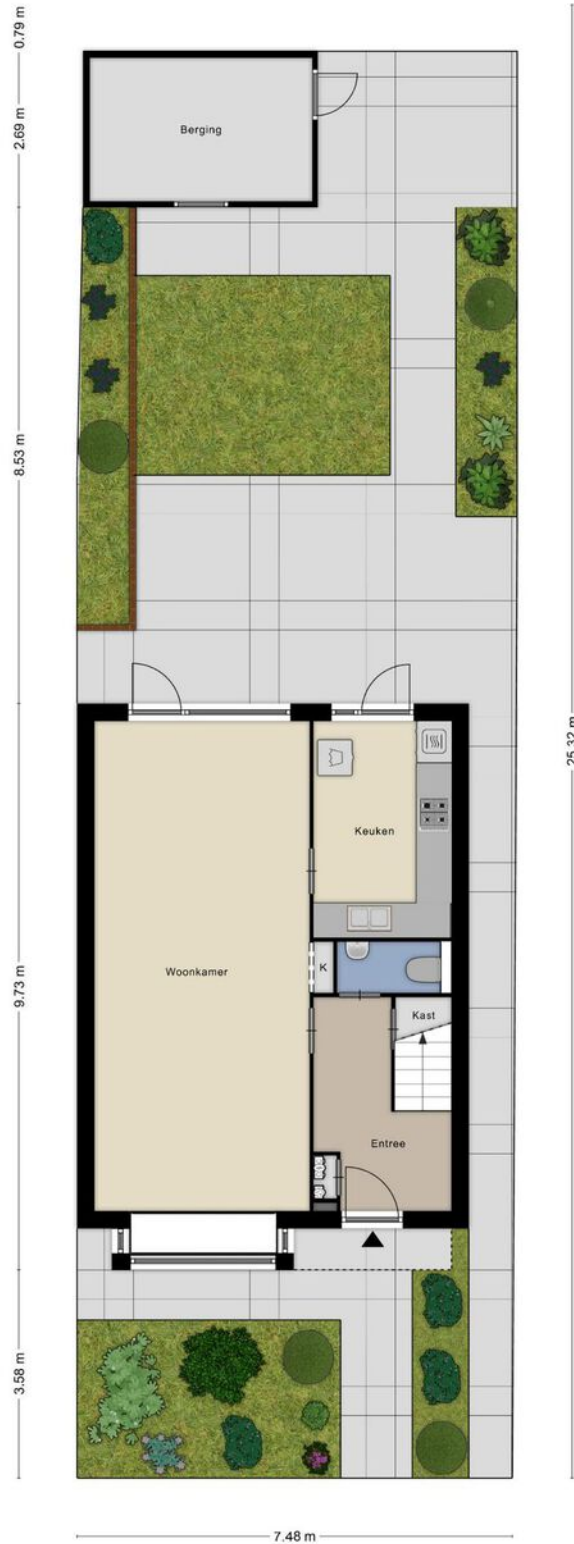 0.79 m
2.69 m
Berging
8.53 m
25.32 m
Keuken
Woonkamer
K
9.73 m
Kast
Entree
3.58 m
7.48 m